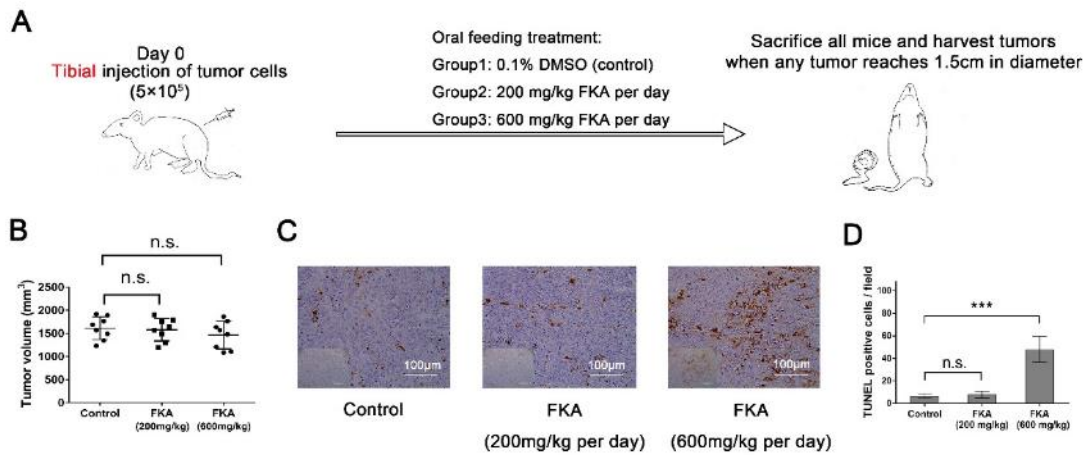 A
Day 0
Tibial injection of tumor cells
(5×10⁵)
Oral feeding treatment:
Group1: 0.1% DMSO (control)
Group2: 200 mg/kg FKA per day
Group3: 600 mg/kg FKA per day
Sacrifice all mice and harvest tumors
when any tumor reaches 1.5cm in diameter
B
n.s.
n.s.
Tumor volume (mm³)
2500
2000
1500
1000
500
0
Control
FKA
(200mg/kg)
FKA
(600mg/kg)
C
100μm
100μm
100μm
Control
FKA
(200mg/kg per day)
FKA
(600mg/kg per day)
D
TUNEL positive cells / field
100
80
60
40
20
0
***
n.s.
Control
FKA
(200 mg/kg)
FKA
(600 mg/kg)